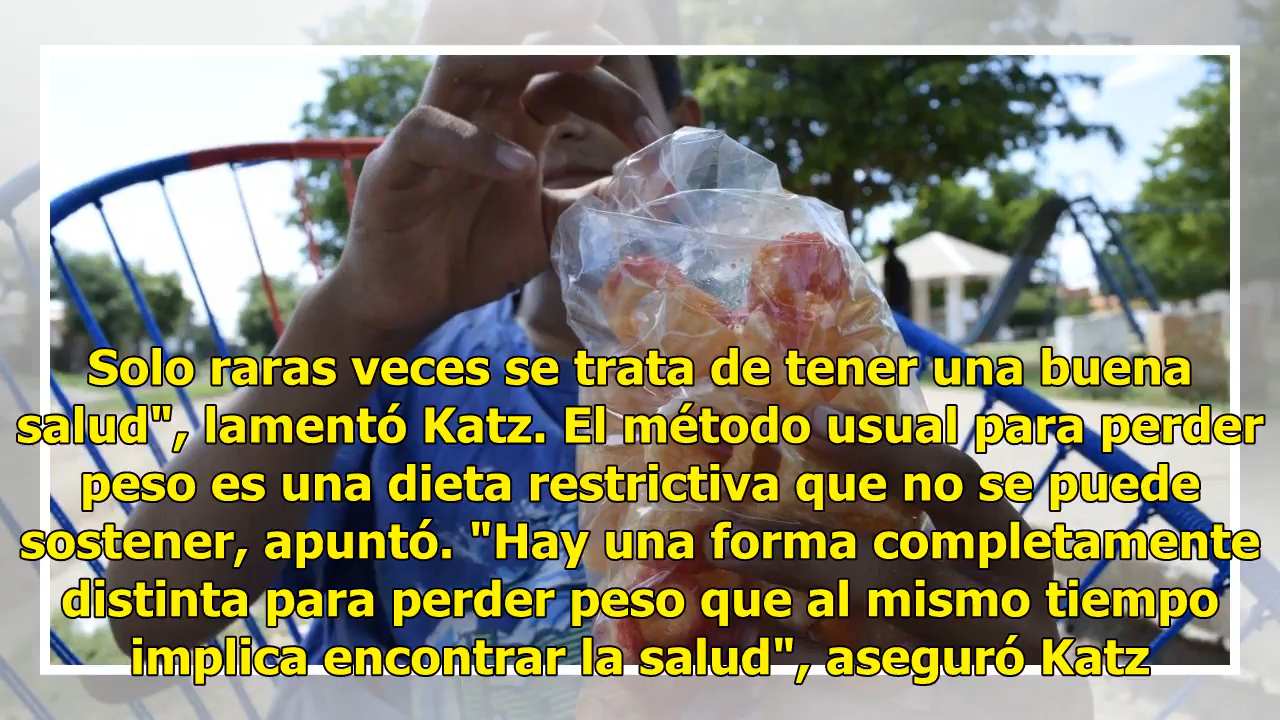 Solo raras veces se trata de tener una buena
salud", lamentó Katz. El método usual para perder
peso es una dieta restrictiva que no se puede
sostener, apuntó. "Hay una forma completamente
distinta para perder peso que al mismo tiempo
implica encontrar la salud", aseguró Katz